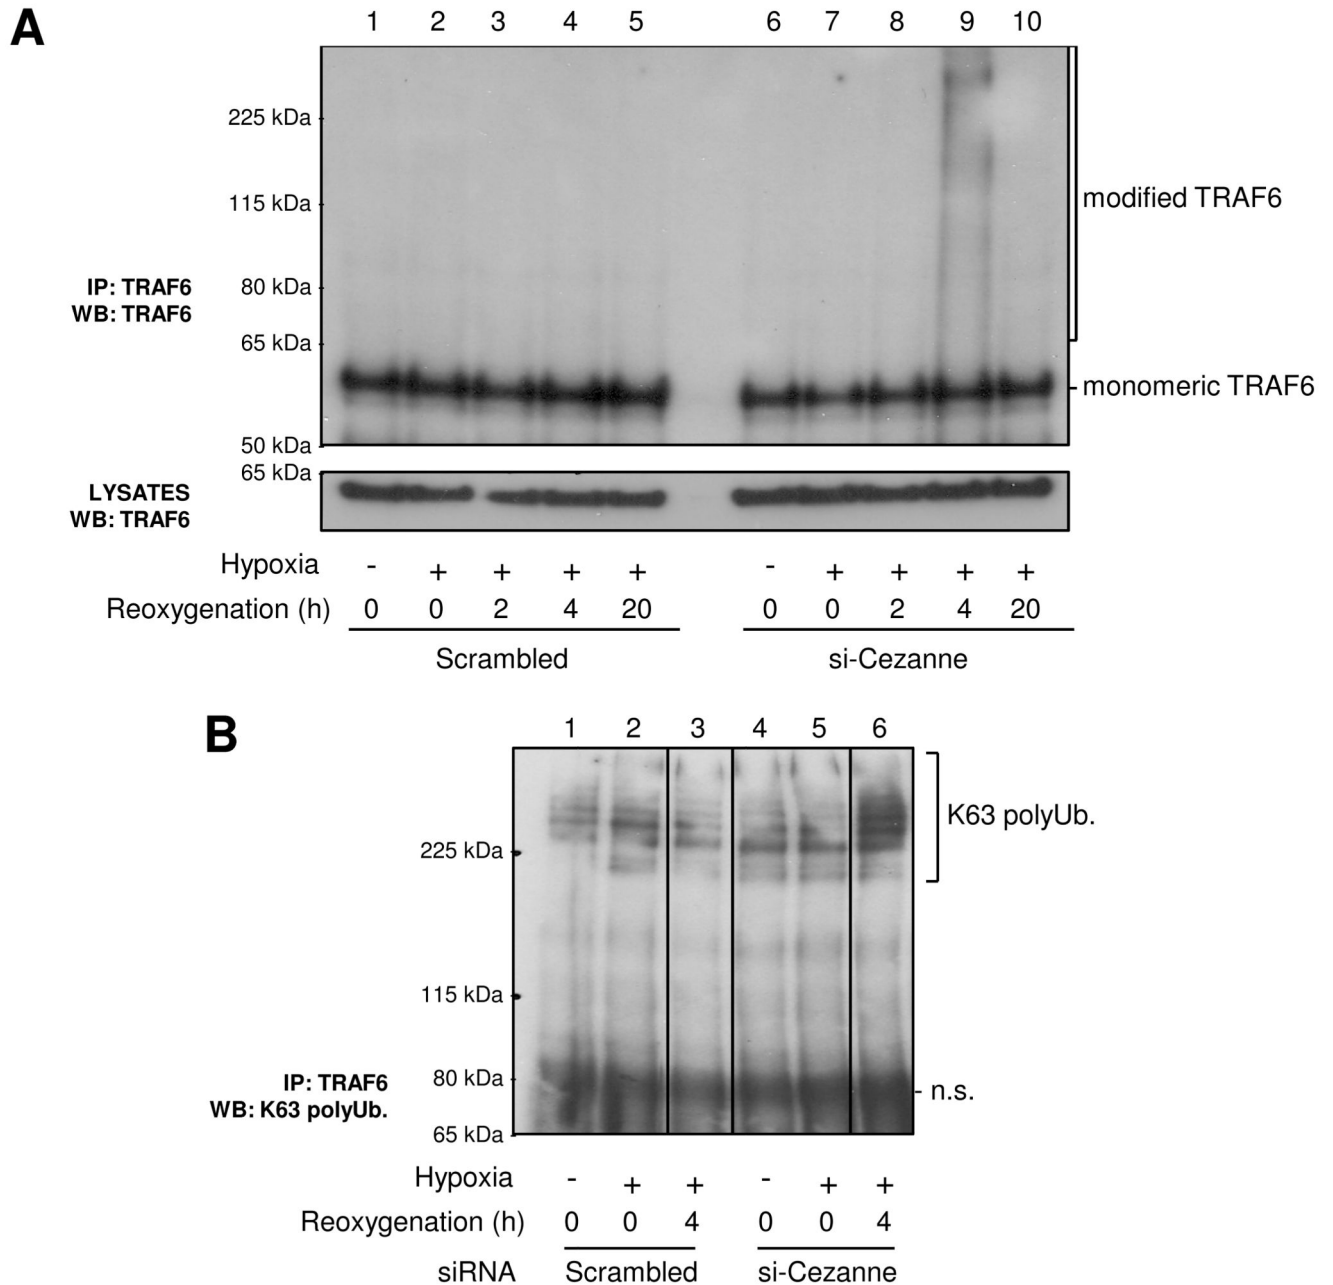 A
1 2 3 4 5 6 7 8 9 10
225 kDa
115 kDa
modified TRAF6
IP: TRAF6
WB: TRAF6
80 kDa
65 kDa
monomeric TRAF6
50 kDa
65 kDa
LYSATES
WB: TRAF6
Hypoxia - + + + + - + + + +
Reoxygenation (h) 0 0 2 4 20 0 0 2 4 20
Scrambled si-Cezanne
B
1 2 3 4 5 6
K63 polyUb.
225 kDa
115 kDa
IP: TRAF6
WB: K63 polyUb.
80 kDa
n.s.
65 kDa
Hypoxia - + + - + +
Reoxygenation (h) 0 0 4 0 0 4
siRNA Scrambled si-Cezanne